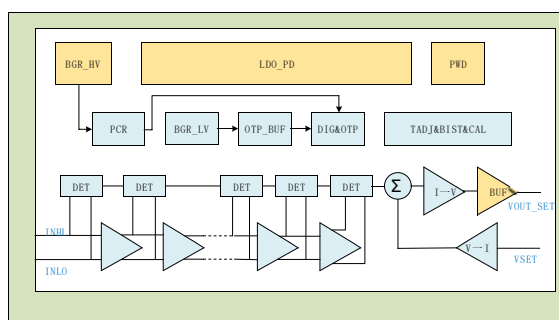 BGR_HV
LDO_PD
PWD
PCR
BGR_LV
OTP_BUF
DIG&OTP
TADJ&BIST&CAL
DET
DET
DET
DET
DET
Σ
I→V
BUF
VOUT_SET
INHI
INLO
V→I
VSET